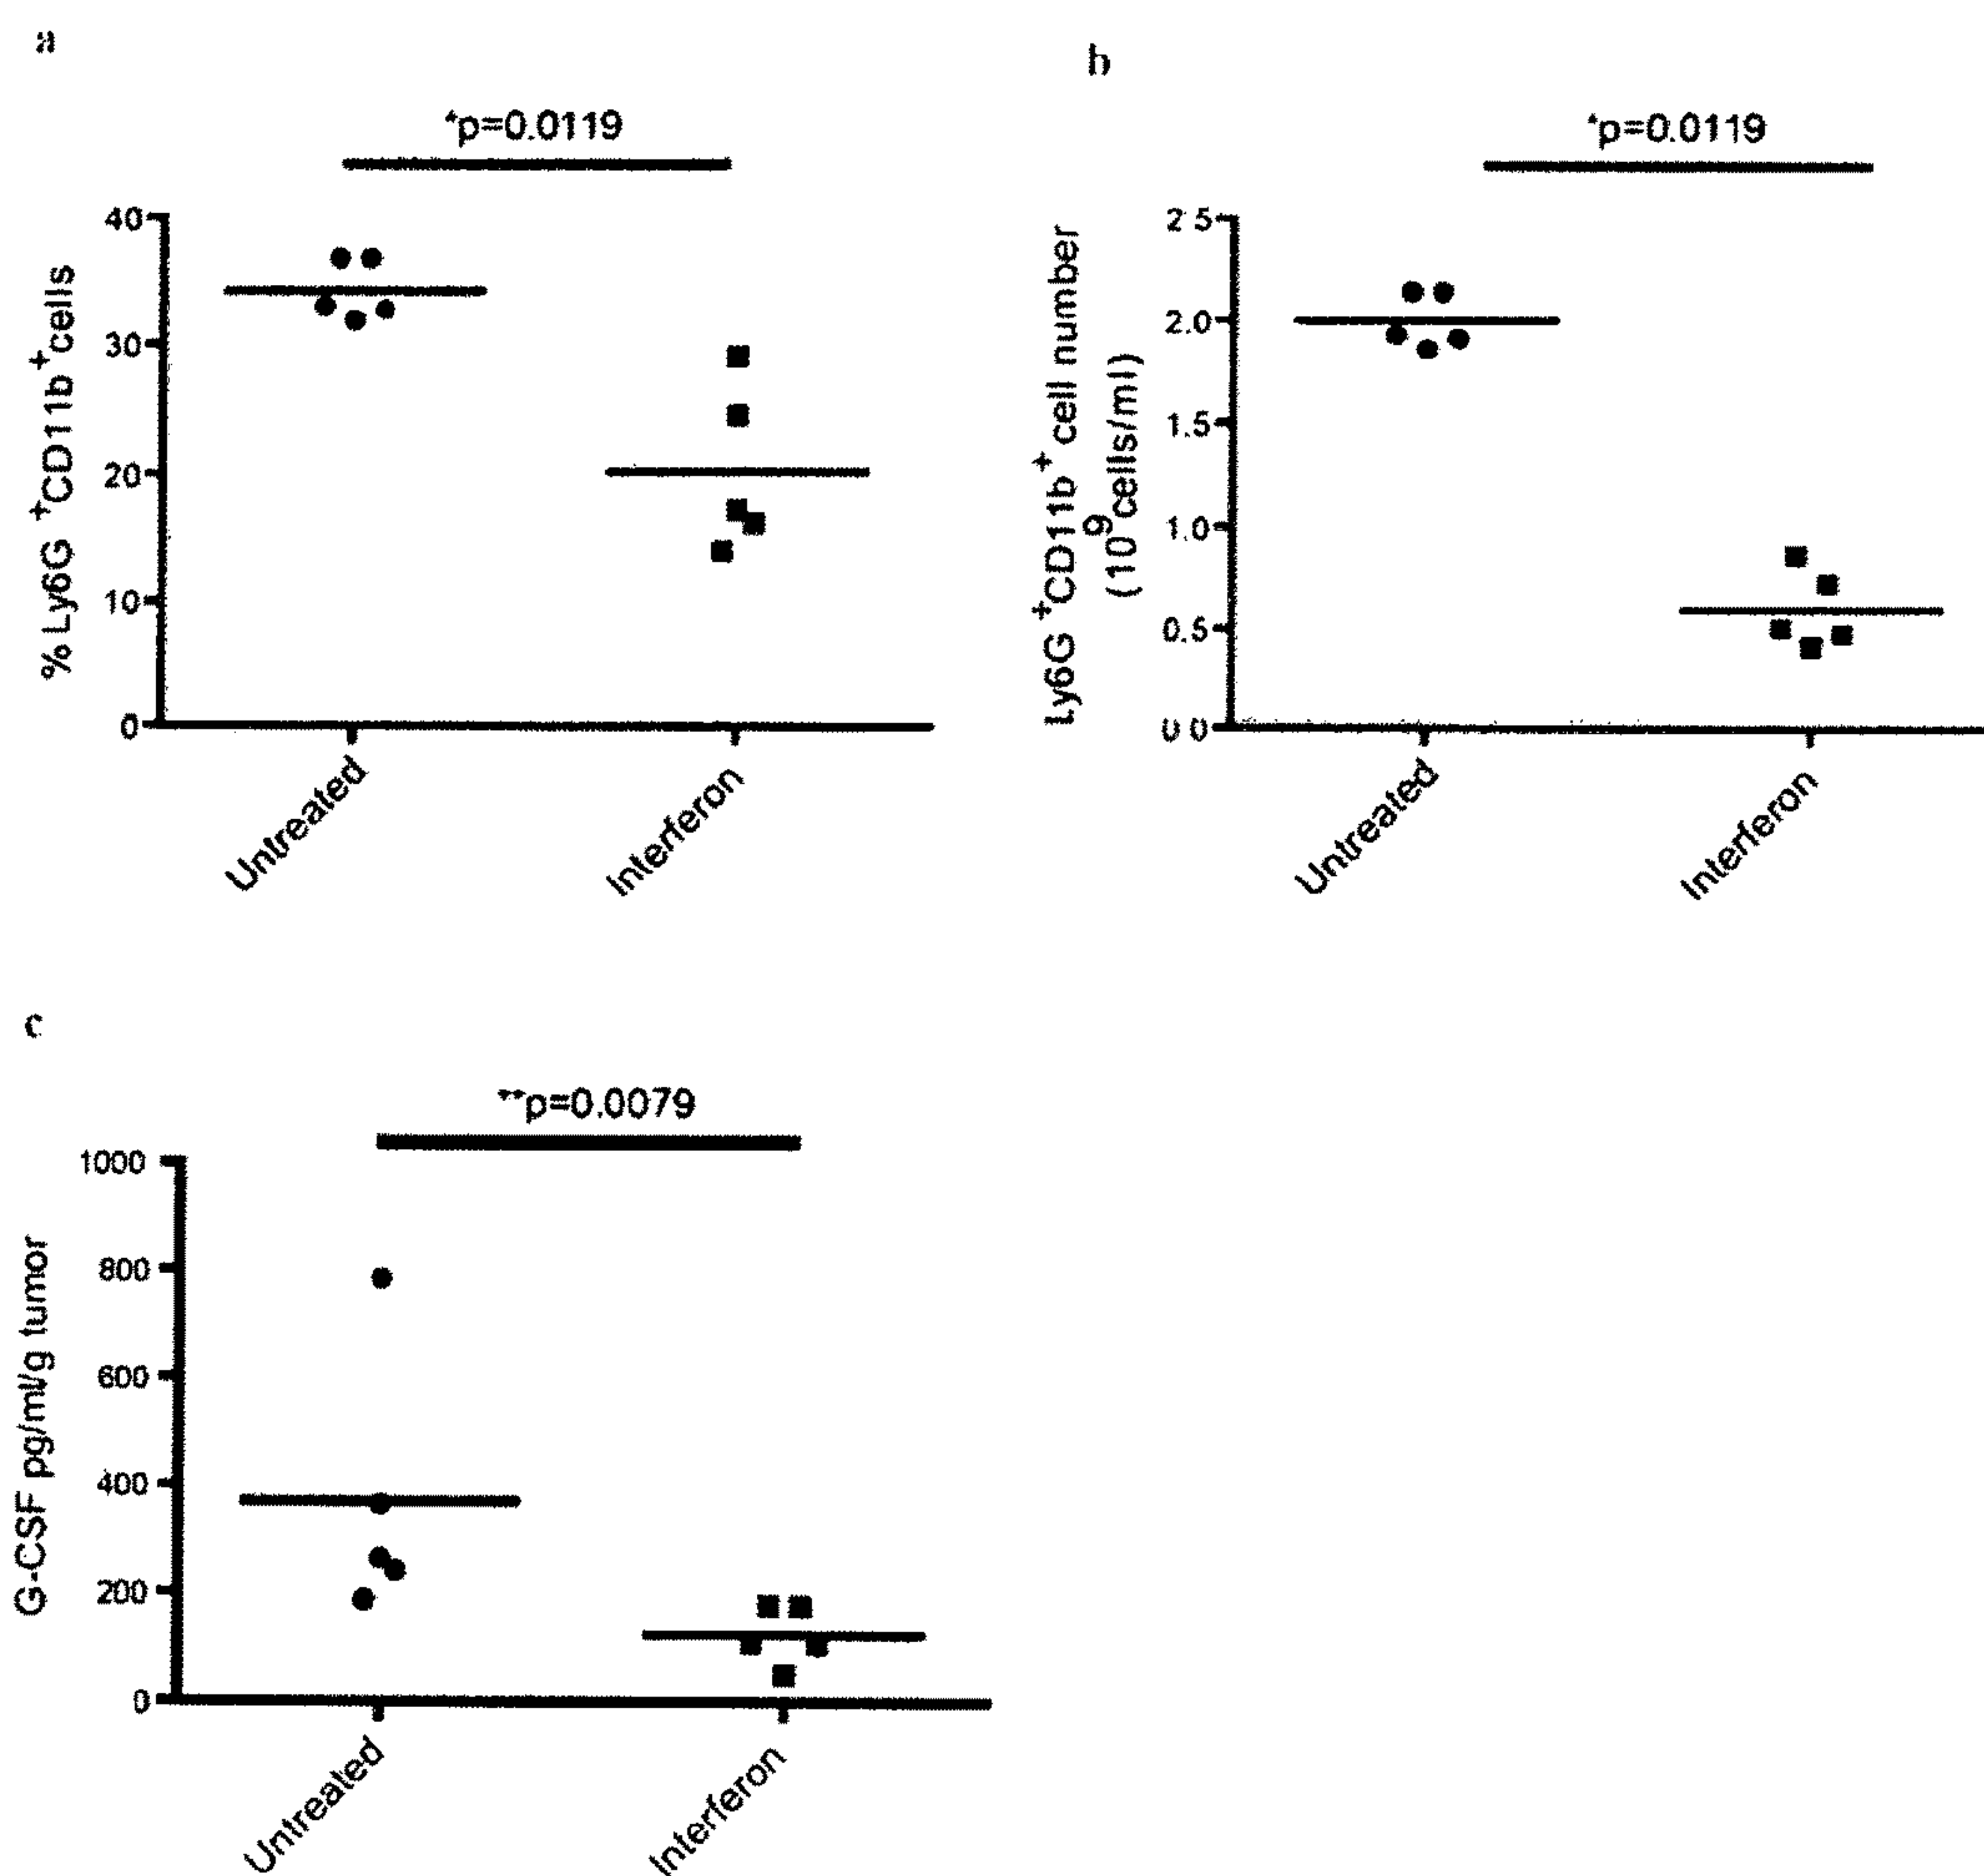 a
*p=0.0119
40
30
20
10
0
% Ly6G +CD11b+cells
Untreated
Interferon
b
*p=0.0119
2.5
2.0
1.5
1.0
0.5
0.0
Ly6G +CD11b+ cell number
(10^9 cells/ml)
Untreated
Interferon
c
**p=0.0079
1000
800
600
400
200
0
G-CSF pg/ml/g tumor
Untreated
Interferon